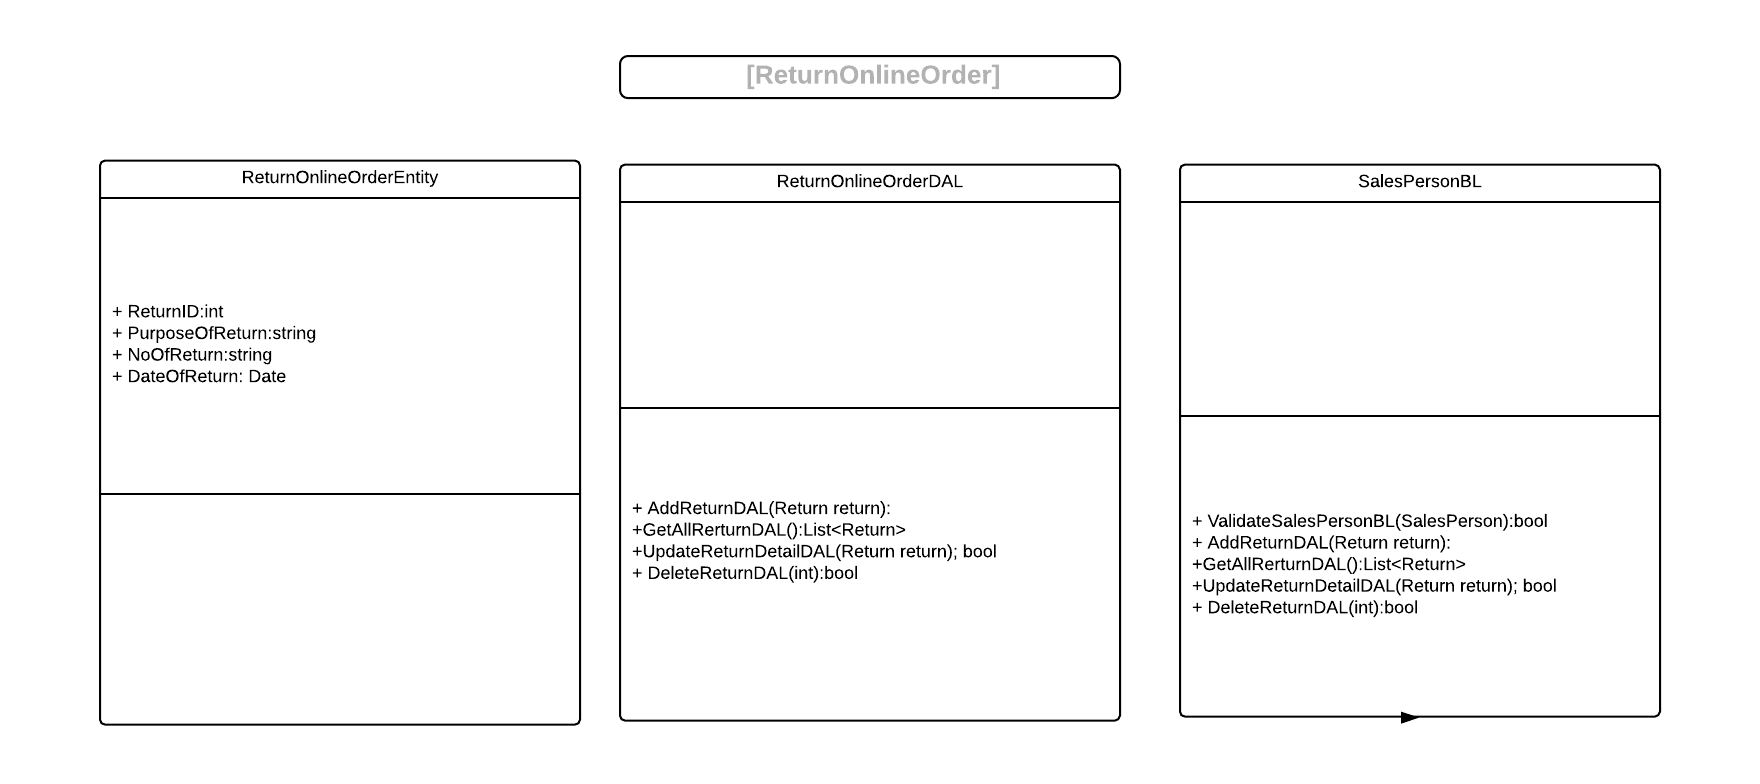 [ReturnOnlineOrder]
ReturnOnlineOrderEntity
+ ReturnID:int
+ PurposeOfReturn:string
+ NoOfReturn:string
+ DateOfReturn: Date
ReturnOnlineOrderDAL
+ AddReturnDAL(Return return):
+GetAllRerturnDAL():List<Return>
+UpdateReturnDetailDAL(Return return); bool
+ DeleteReturnDAL(int):bool
SalesPersonBL
+ ValidateSalesPersonBL(SalesPerson):bool
+ AddReturnDAL(Return return):
+GetAllRerturnDAL():List<Return>
+UpdateReturnDetailDAL(Return return); bool
+ DeleteReturnDAL(int):bool